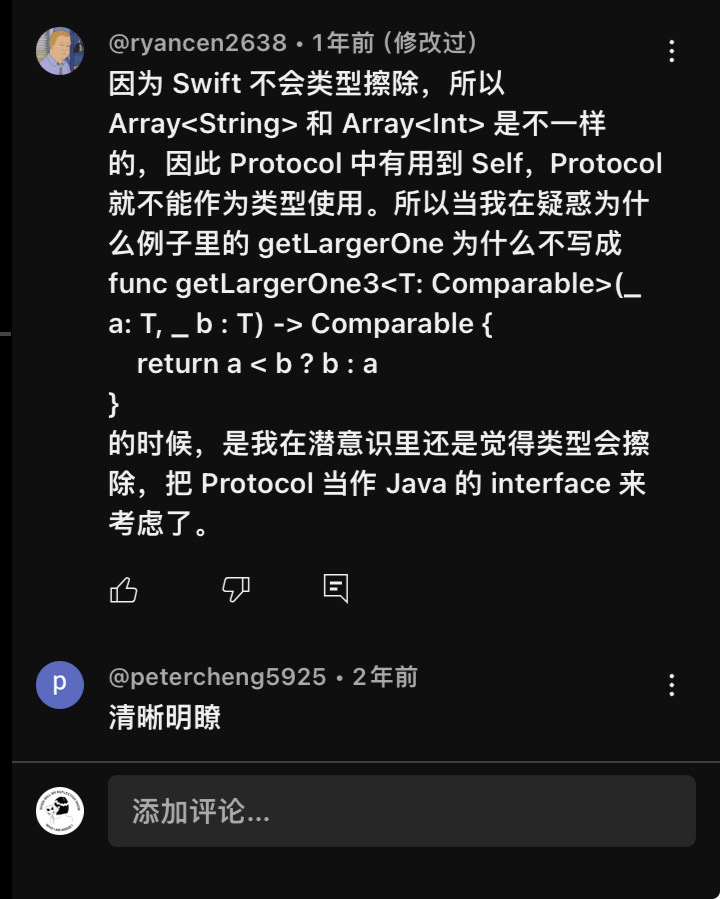 @ryancen2638 • 1年前（修改过）
因为 Swift 不会类型擦除，所以
Array<String> 和 Array<Int> 是不一样
的，因此 Protocol 中有用到 Self，Protocol
就不能作为类型使用。所以当我在疑惑为什
么例子里的 getLargerOne 为什么不写成
func getLargerOne3<T: Comparable>(_
a: T, _ b : T) -> Comparable {
    return a < b ? b : a
}
的时候，是我在潜意识里还是觉得类型会擦
除，把 Protocol 当作 Java 的 interface 来
考虑了。
p
@petercheng5925 • 2年前
清晰明瞭
添加评论...